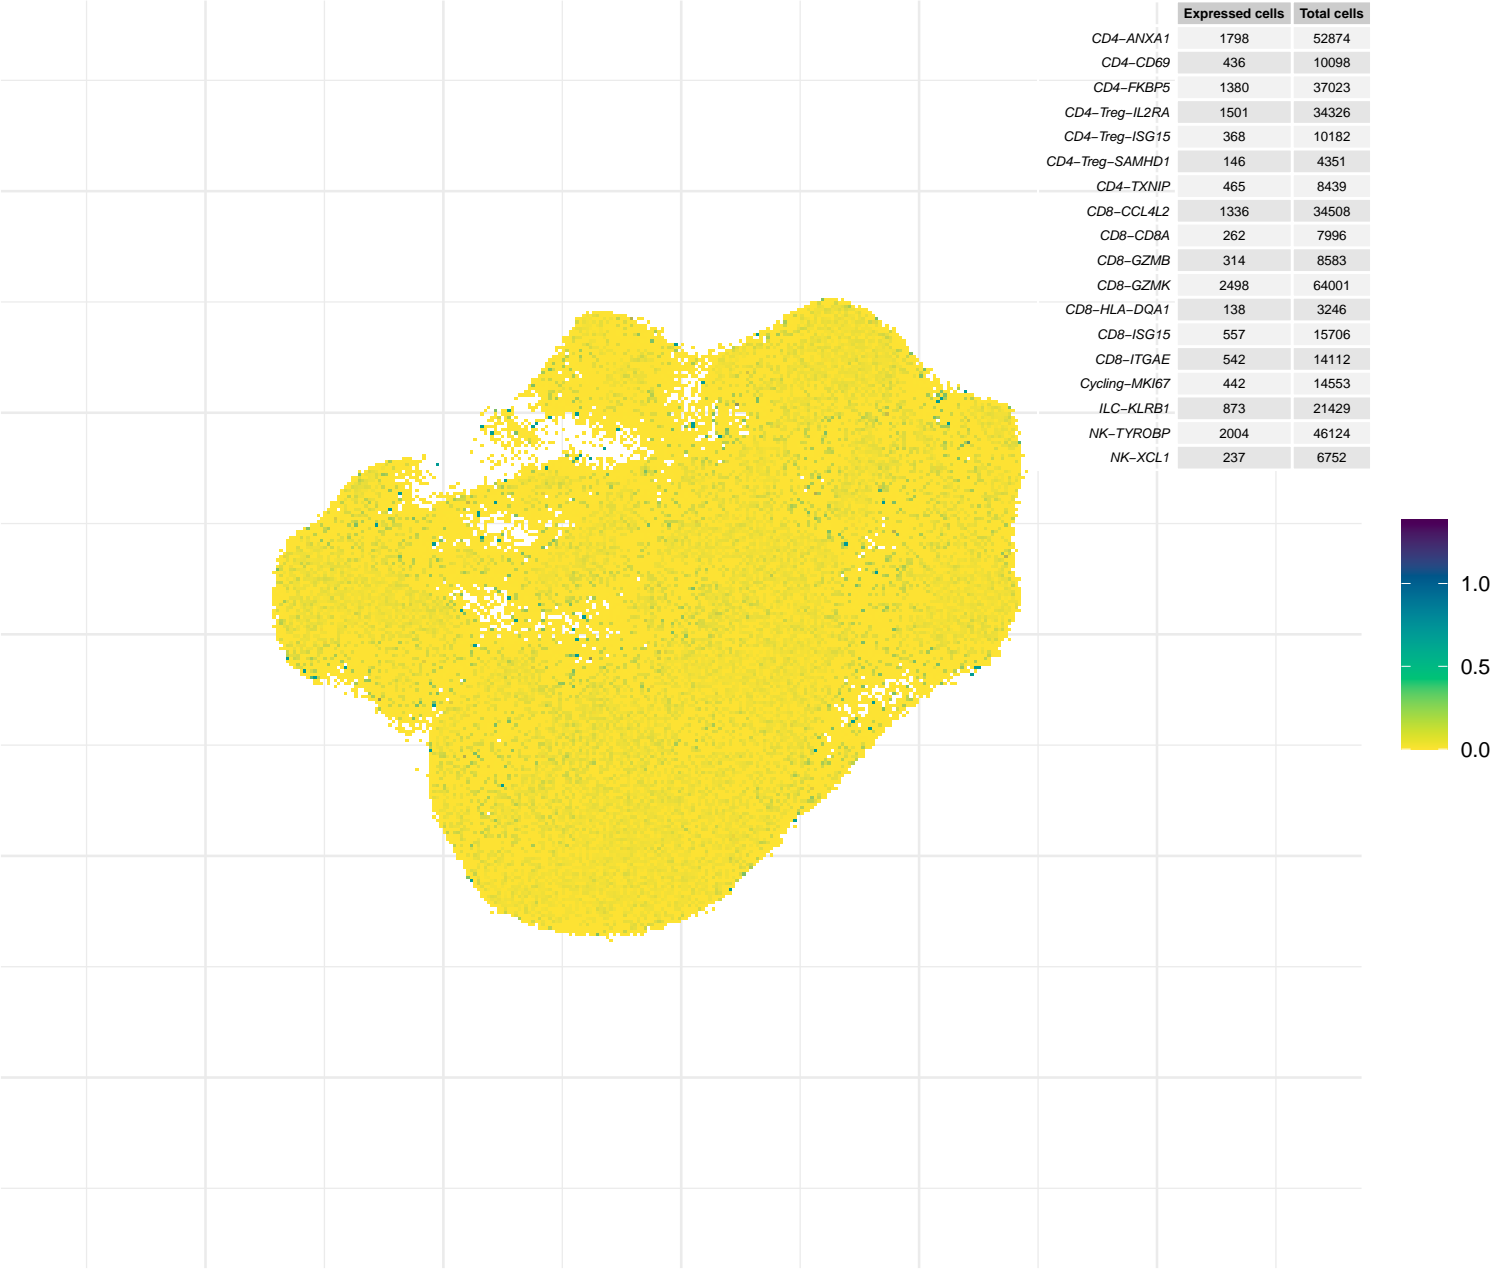 Expressed cells Total cells
CD4−ANXA1 1798 52874
CD4−CD69 436 10098
CD4−FKBP5 1380 37023
CD4−Treg−IL2RA 1501 34326
CD4−Treg−ISG15 368 10182
CD4−Treg−SAMHD1 146 4351
CD4−TXNIP 465 8439
CD8−CCL4L2 1336 34508
CD8−CD8A 262 7996
CD8−GZMB 314 8583
CD8−GZMK 2498 64001
CD8−HLA−DQA1 138 3246
CD8−ISG15 557 15706
CD8−ITGAE 542 14112
Cycling−MKI67 442 14553
ILC−KLRB1 873 21429
NK−TYROBP 2004 46124
NK−XCL1 237 6752
1.0
0.5
0.0